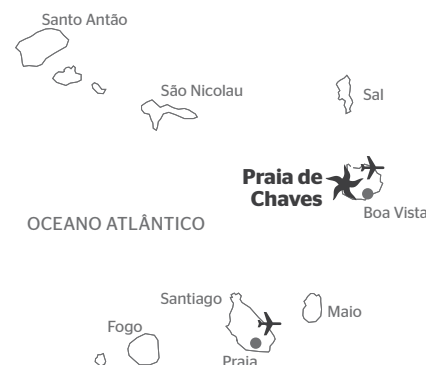 Santo Antão
São Nicolau
Sal
Praia de
Chaves
Boa Vista
OCEANO ATLÂNTICO
Santiago
Maio
Fogo
Praia